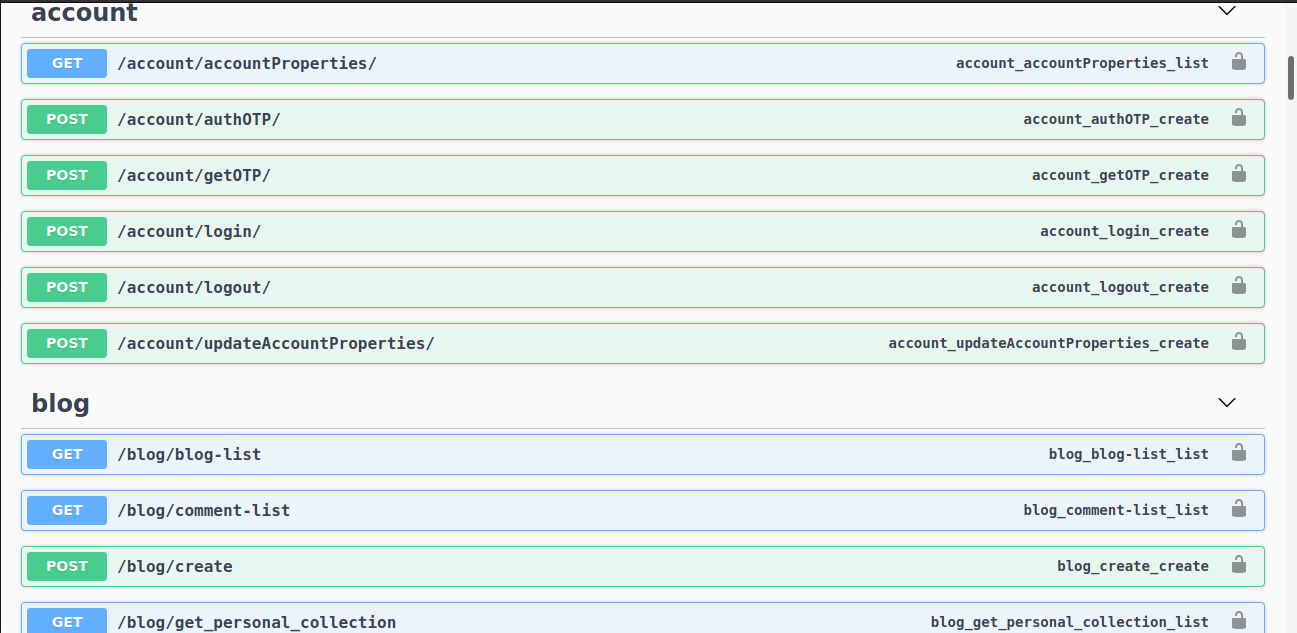 account
GET /account/accountProperties/ account_accountProperties_list
POST /account/authOTP/ account_authOTP_create
POST /account/getOTP/ account_getOTP_create
POST /account/login/ account_login_create
POST /account/logout/ account_logout_create
POST /account/updateAccountProperties/ account_updateAccountProperties_create
blog
GET /blog/blog-list blog_blog-list_list
GET /blog/comment-list blog_comment-list_list
POST /blog/create blog_create_create
GET /blog/get_personal_collection blog_get_personal_collection_list